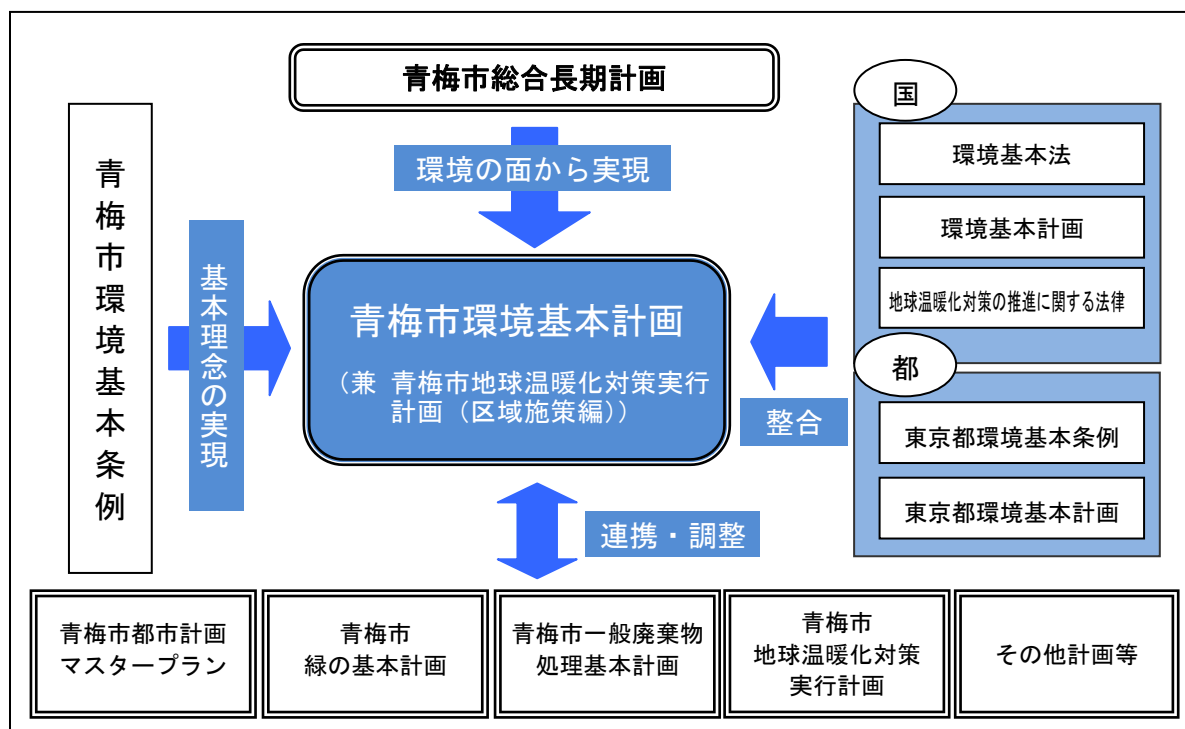 青梅市総合長期計画
環境の面から実現
青梅市環境基本条例
基本理念の実現
青梅市環境基本計画
（兼 青梅市地球温暖化対策実行
計画（区域施策編））
国
環境基本法
環境基本計画
地球温暖化対策の推進に関する法律
都
東京都環境基本条例
東京都環境基本計画
整合
連携・調整
青梅市都市計画
マスタープラン
青梅市
緑の基本計画
青梅市一般廃棄物
処理基本計画
青梅市
地球温暖化対策
実行計画
その他計画等